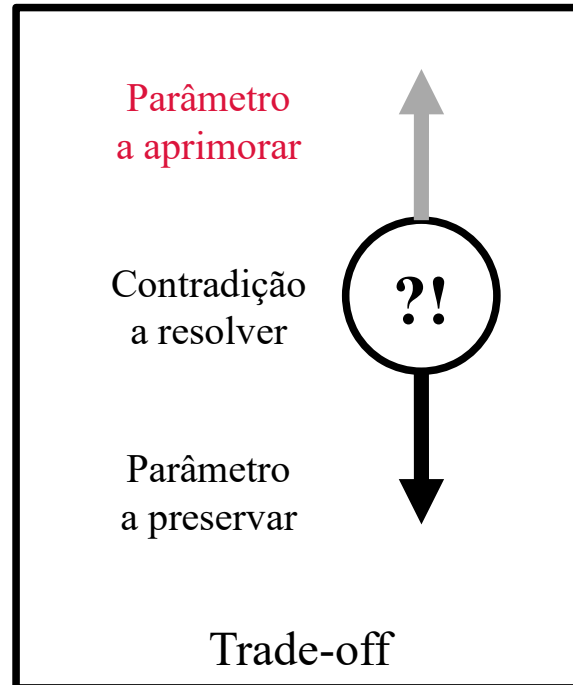 Parâmetro
a aprimorar
Contradição
a resolver
?!
Parâmetro
a preservar
Trade-off